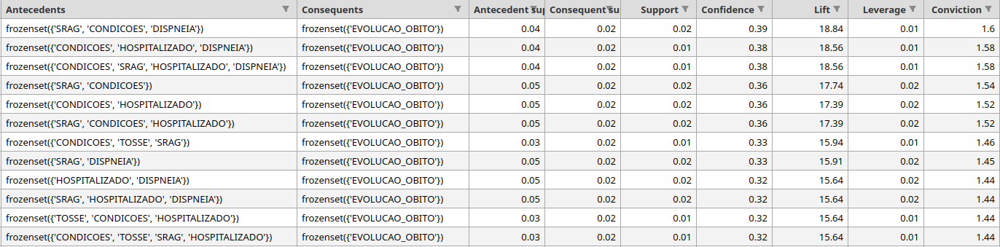 Antecedents Consequents Antecedent sup Consequent su Support Confidence Lift Leverage Conviction
frozenset({'SRAG', 'CONDICOES', 'DISPNEIA'}) frozenset({'EVOLUCAO_OBITO'}) 0.04 0.02 0.02 0.39 18.84 0.01 1.6
frozenset({'CONDICOES', 'HOSPITALIZADO', 'DISPNEIA'}) frozenset({'EVOLUCAO_OBITO'}) 0.04 0.02 0.01 0.38 18.56 0.01 1.58
frozenset({'CONDICOES', 'SRAG', 'HOSPITALIZADO', 'DISPNEIA'}) frozenset({'EVOLUCAO_OBITO'}) 0.04 0.02 0.01 0.38 18.56 0.01 1.58
frozenset({'SRAG', 'CONDICOES'}) frozenset({'EVOLUCAO_OBITO'}) 0.05 0.02 0.02 0.36 17.74 0.02 1.54
frozenset({'CONDICOES', 'HOSPITALIZADO'}) frozenset({'EVOLUCAO_OBITO'}) 0.05 0.02 0.02 0.36 17.39 0.02 1.52
frozenset({'SRAG', 'CONDICOES', 'HOSPITALIZADO'}) frozenset({'EVOLUCAO_OBITO'}) 0.05 0.02 0.02 0.36 17.39 0.02 1.52
frozenset({'CONDICOES', 'TOSSE', 'SRAG'}) frozenset({'EVOLUCAO_OBITO'}) 0.03 0.02 0.01 0.33 15.94 0.01 1.46
frozenset({'SRAG', 'DISPNEIA'}) frozenset({'EVOLUCAO_OBITO'}) 0.05 0.02 0.02 0.33 15.91 0.02 1.45
frozenset({'HOSPITALIZADO', 'DISPNEIA'}) frozenset({'EVOLUCAO_OBITO'}) 0.05 0.02 0.02 0.32 15.64 0.02 1.44
frozenset({'SRAG', 'HOSPITALIZADO', 'DISPNEIA'}) frozenset({'EVOLUCAO_OBITO'}) 0.05 0.02 0.02 0.32 15.64 0.02 1.44
frozenset({'TOSSE', 'CONDICOES', 'HOSPITALIZADO'}) frozenset({'EVOLUCAO_OBITO'}) 0.03 0.02 0.01 0.32 15.64 0.01 1.44
frozenset({'CONDICOES', 'TOSSE', 'SRAG', 'HOSPITALIZADO'}) frozenset({'EVOLUCAO_OBITO'}) 0.03 0.02 0.01 0.32 15.64 0.01 1.44